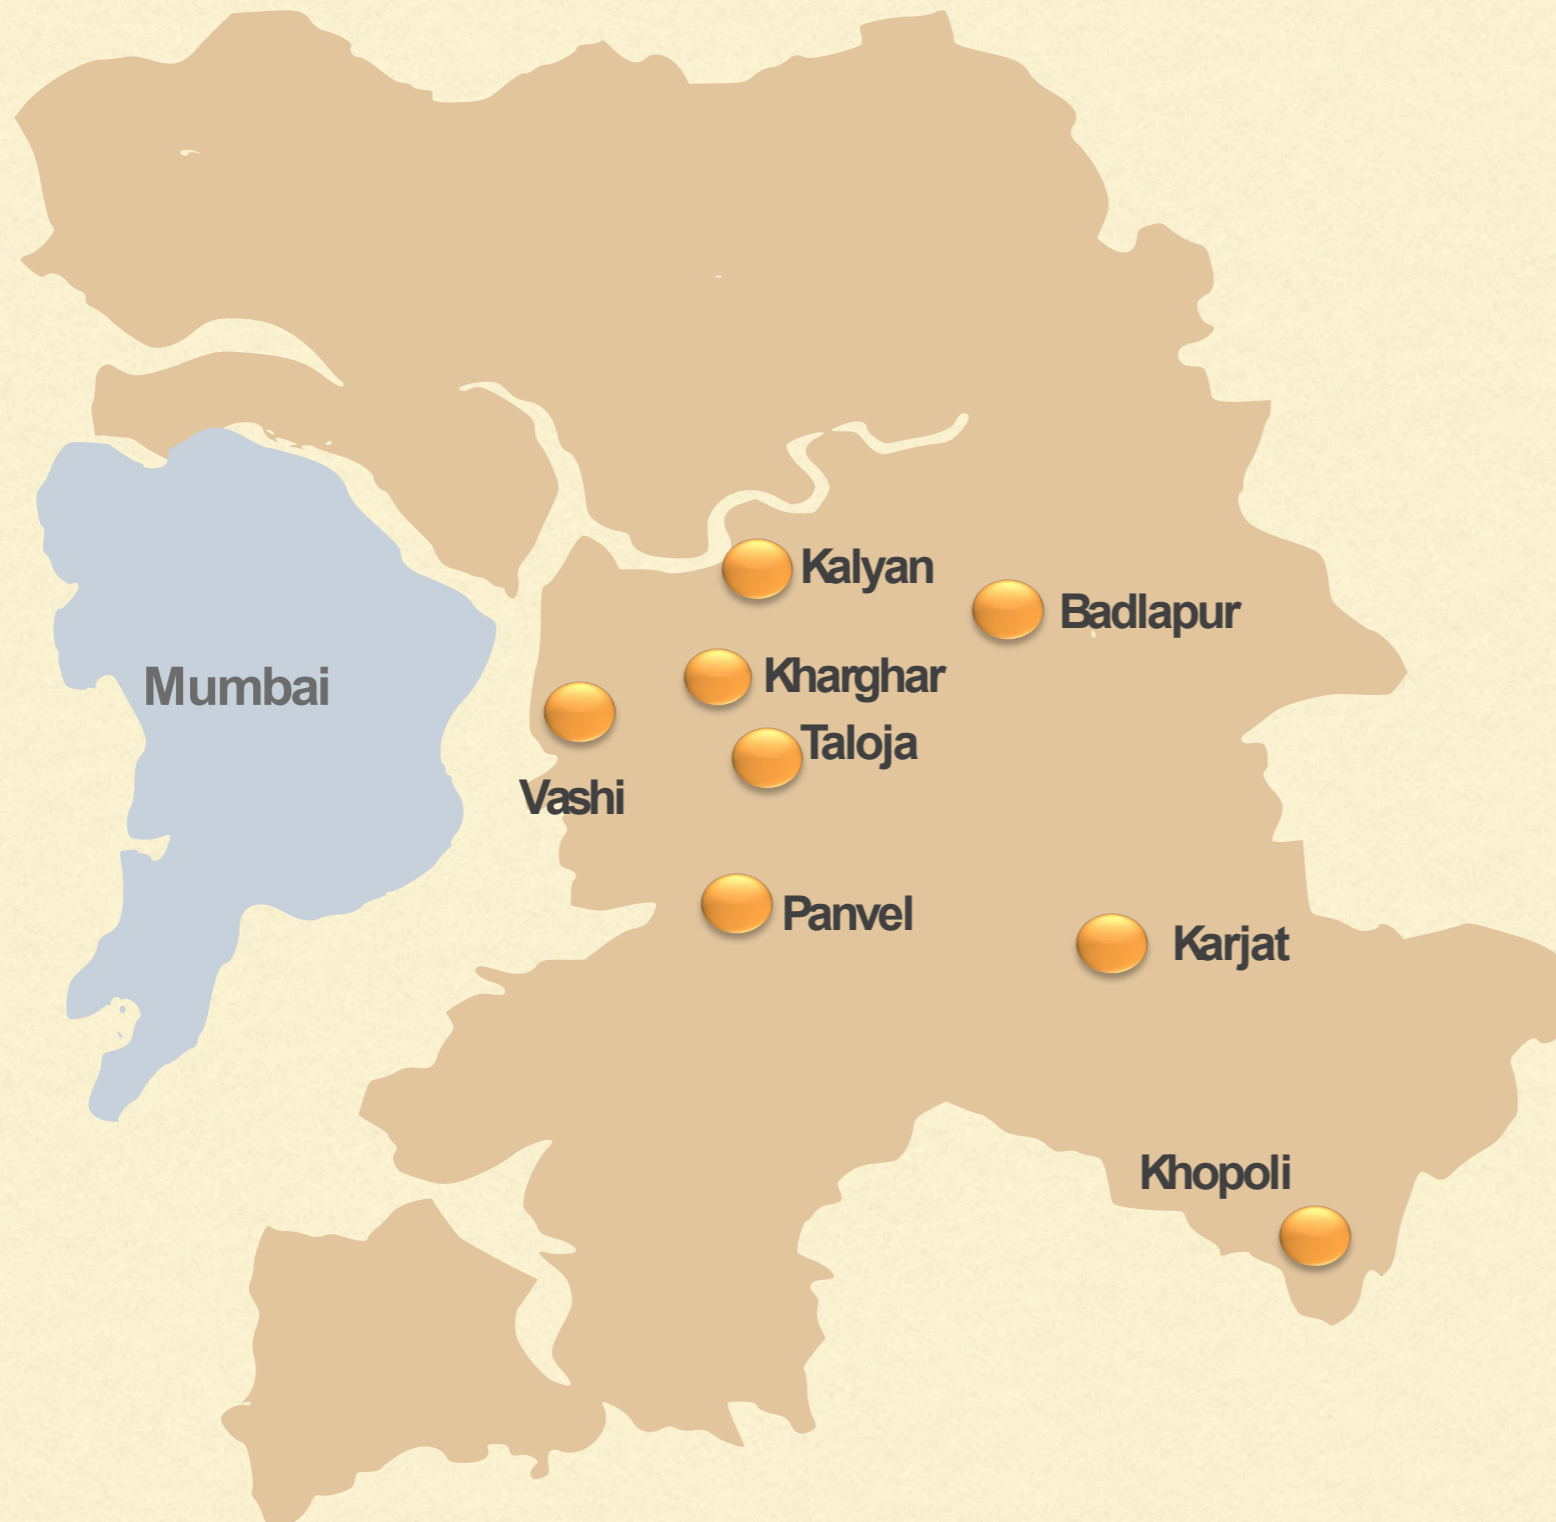 Kalyan
Badlapur
Kharghar
Mumbai
Taloja
Vashi
Panvel
Karjat
Khopoli